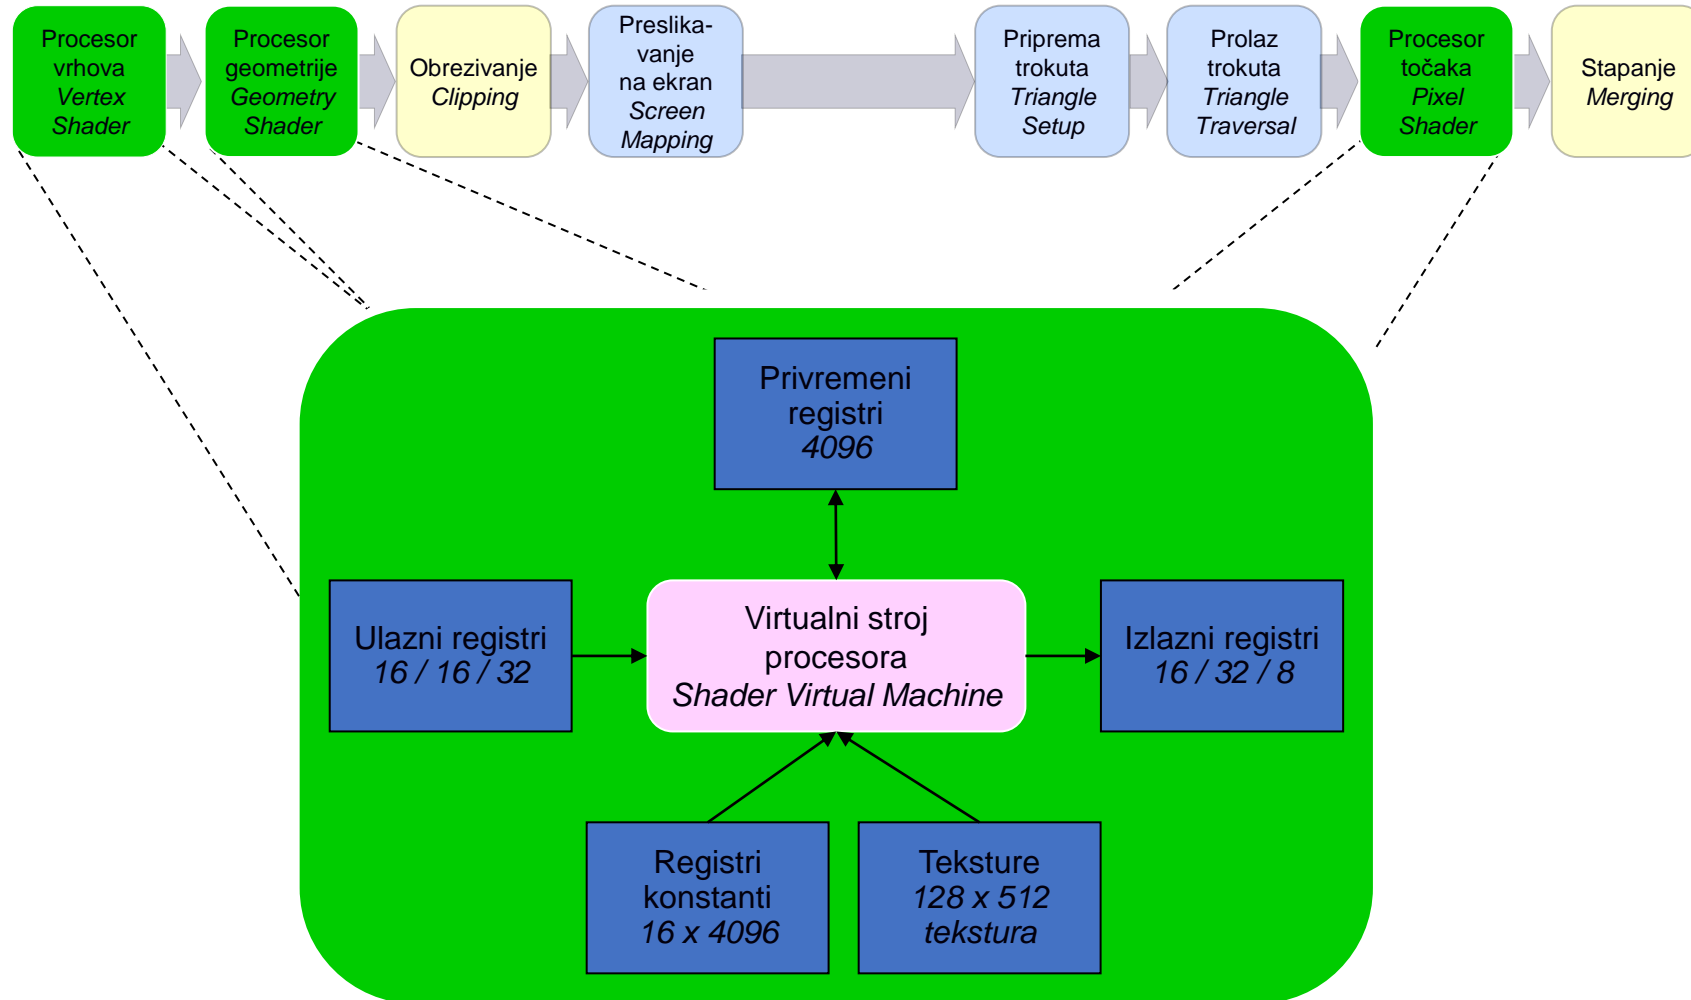 Procesor
vrhova
Vertex
Shader
Procesor
geometrije
Geometry
Shader
Obrezivanje
Clipping
Preslika-
vanje
na ekran
Screen
Mapping
Priprema
trokuta
Triangle
Setup
Prolaz
trokuta
Triangle
Traversal
Procesor
točaka
Pixel
Shader
Stapanje
Merging
Privremeni
registri
4096
Ulazni registri
16 / 16 / 32
Virtualni stroj
procesora
Shader Virtual Machine
Izlazni registri
16 / 32 / 8
Registri
konstanti
16 x 4096
Teksture
128 x 512
tekstura